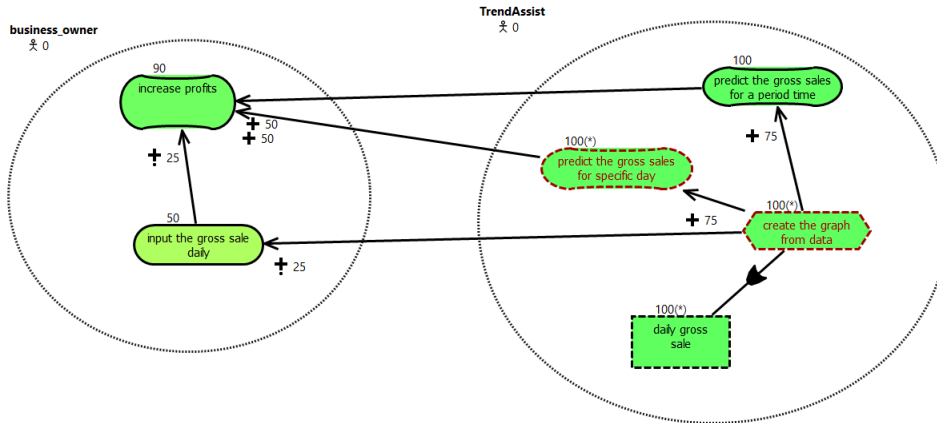 TrendAssist
0
business_owner
0
90
increase profits
100
predict the gross sales
for a period time
50
50
75
100(*)
predict the gross sales
for specific day
25
100(*)
75
create the graph
from data
50
input the gross sale
daily
25
100(*)
daily gross
sale